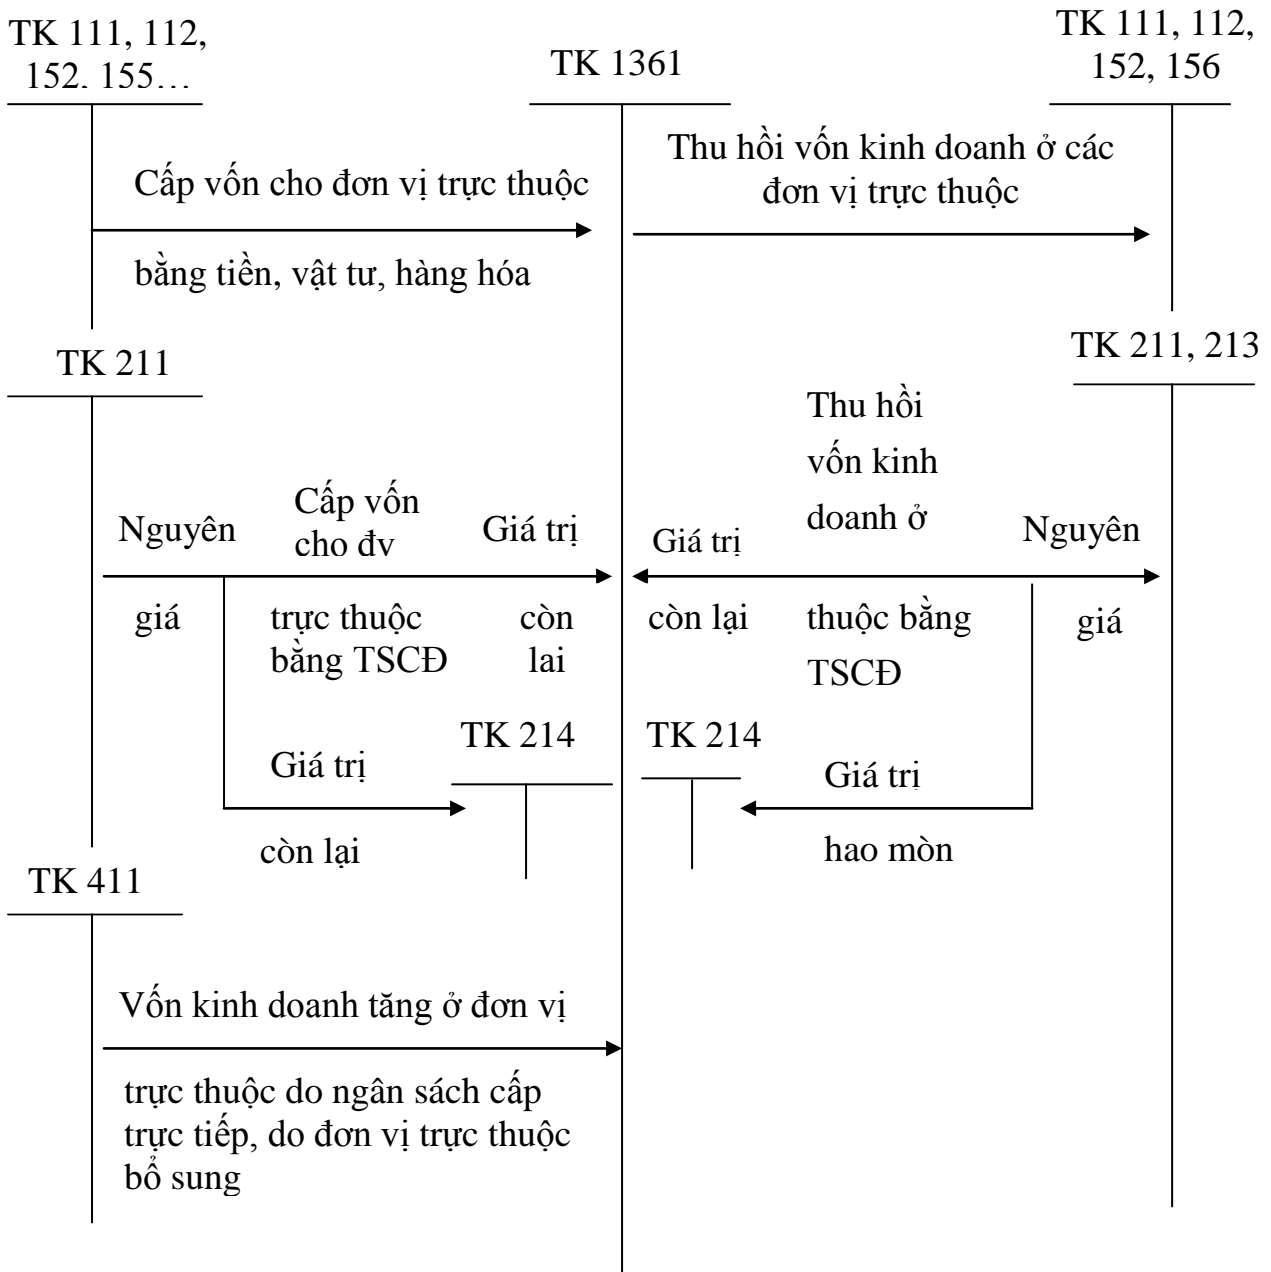 TK 111, 112,
152, 155…
TK 1361
TK 111, 112,
152, 156
Cấp vốn cho đơn vị trực thuộc
bằng tiền, vật tư, hàng hóa
Thu hồi vốn kinh doanh ở các
đơn vị trực thuộc
TK 211
TK 211, 213
Nguyên
giá
Cấp vốn
cho đv
trực thuộc
bằng TSCĐ
Giá trị
còn
lai
Giá trị
còn lại
Thu hồi
vốn kinh
doanh ở
thuộc bằng
TSCĐ
Nguyên
giá
TK 214
Giá trị
còn lại
TK 214
Giá trị
hao mòn
TK 411
Vốn kinh doanh tăng ở đơn vị
trực thuộc do ngân sách cấp
trực tiếp, do đơn vị trực thuộc
bổ sung